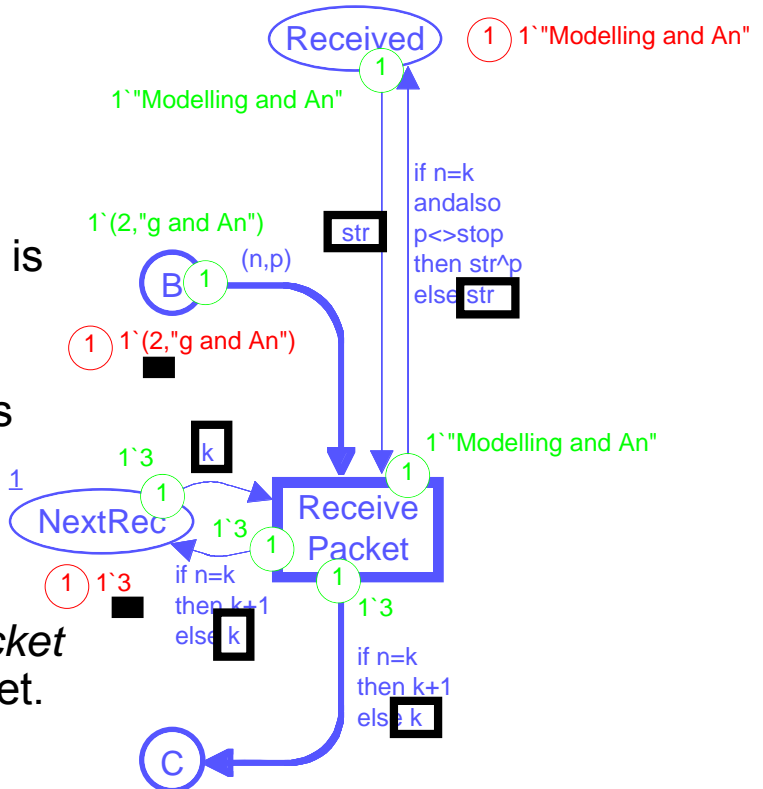 Received
1 1`"Modelling and An"
1
1`"Modelling and An"
if n=k
andalso
p<>stop
then str^p
else str
str
1`(2,"g and An")
is
(n,p)
B 1
1 1`(2,"g and An")
s
k
1`3
1
1`"Modelling and An"
1
1
NextRec
1`3
1
Receive
Packet
1
1`3
1 1`3
if n=k
then k+1
else k
cket
et.
if n=k
then k+1
else k
C